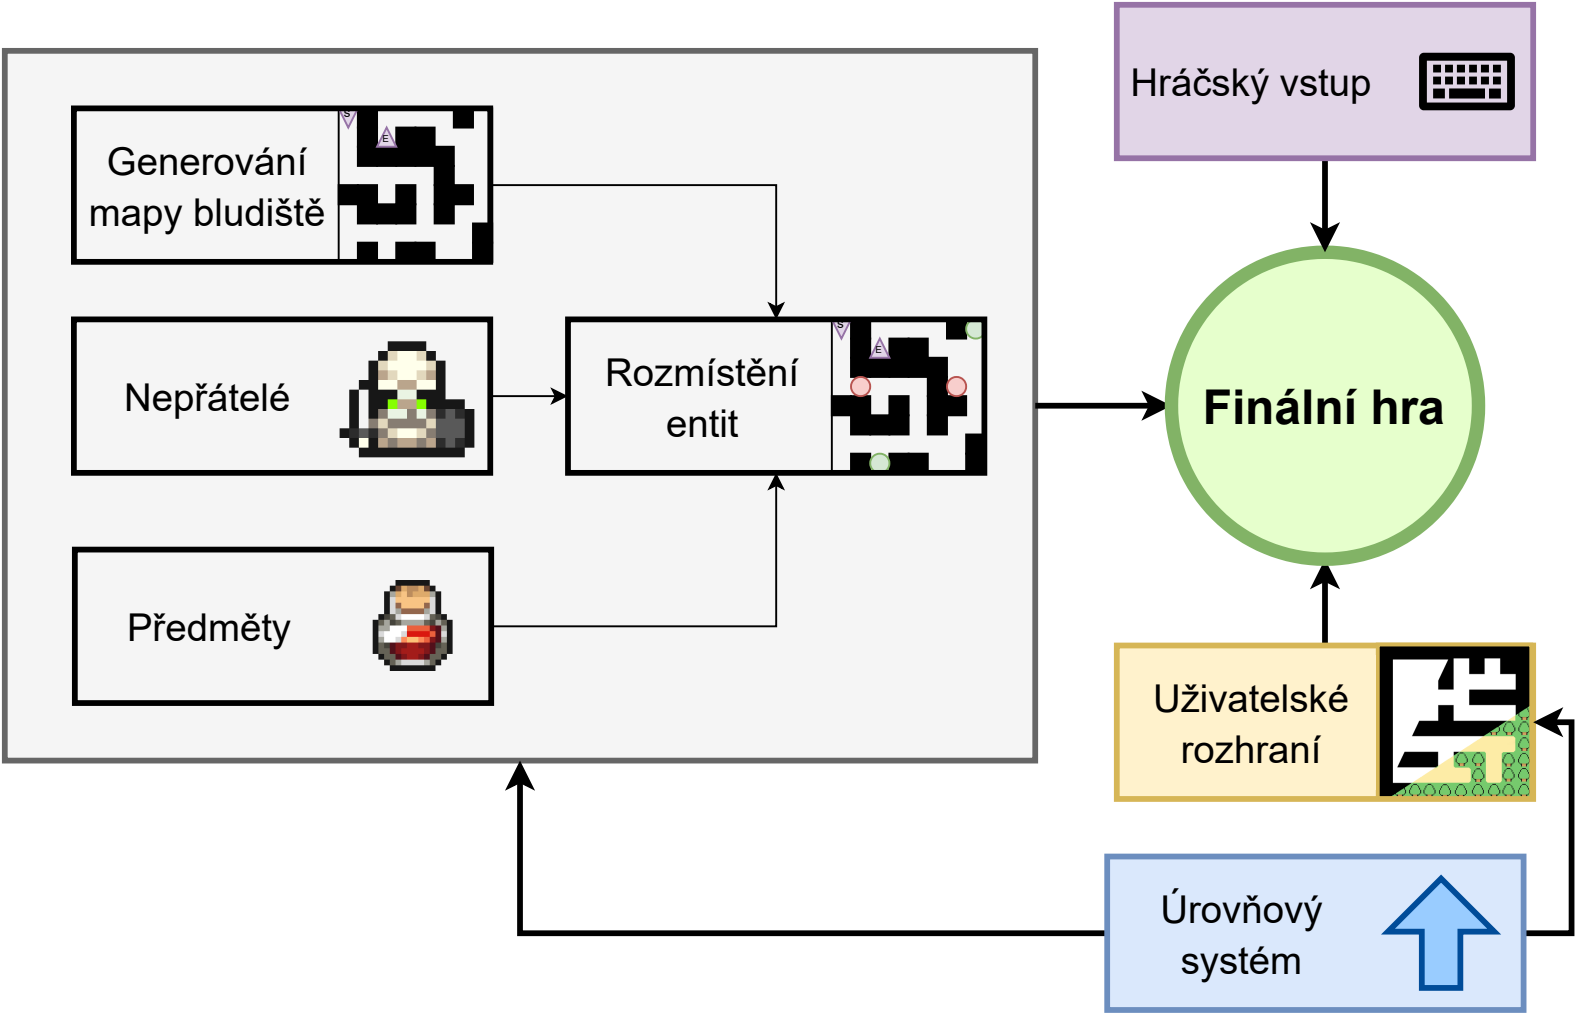 Hráčský vstup
S
E
Generování
mapy bludiště
S
E
Nepřátelé
Rozmístění
entit
Finální hra
Předměty
Uživatelské
rozhraní
Úrovňový
systém